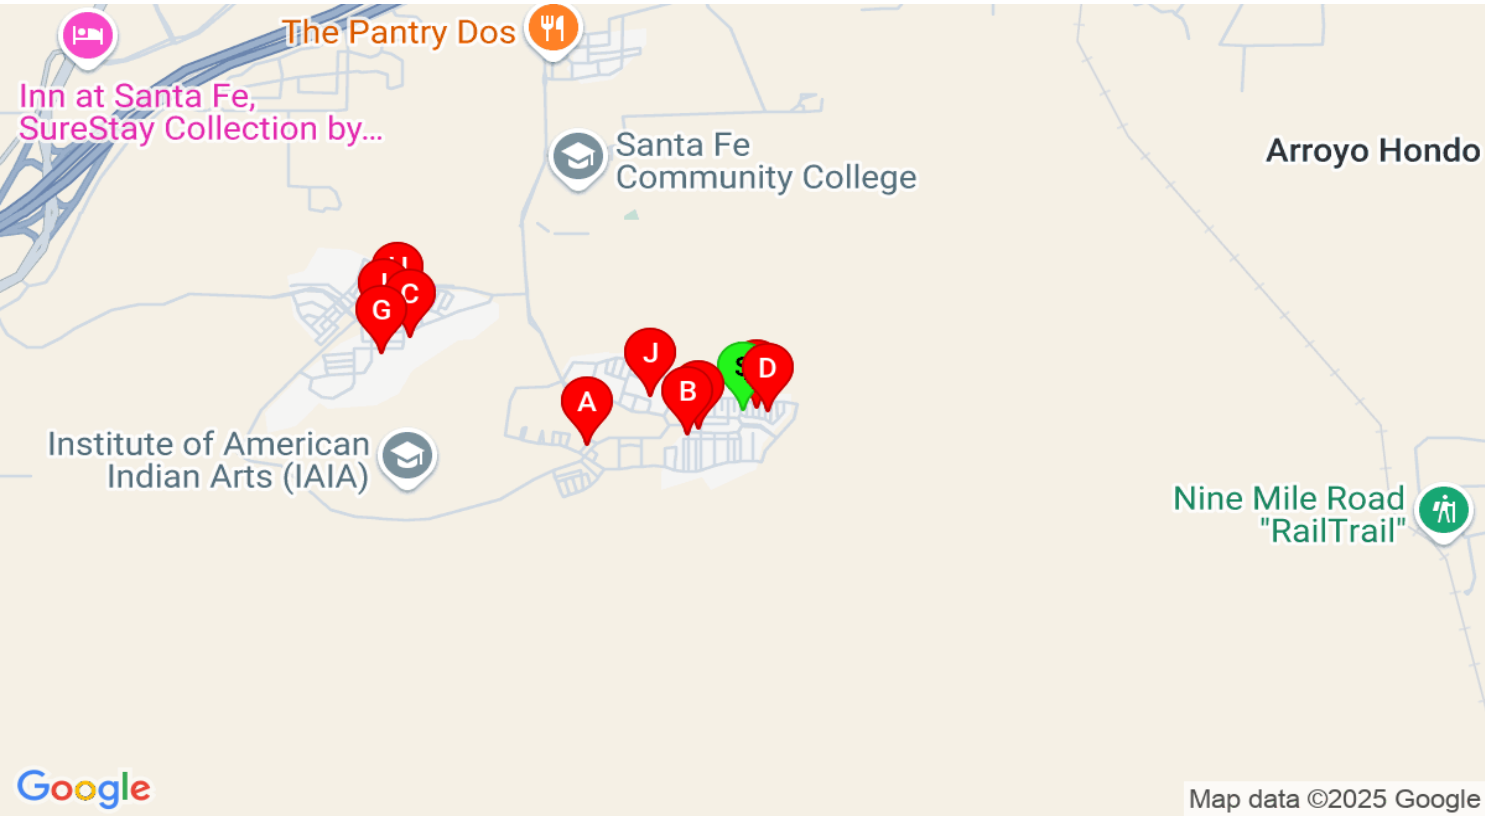 The Pantry Dos
Inn at Santa Fe,
SureStay Collection by...
Santa Fe
Community College
Arroyo Hondo
C
G
J
S
D
B
A
Institute of American
Indian Arts (IAIA)
Nine Mile Road
"RailTrail"
Google
Map data ©2025 Google